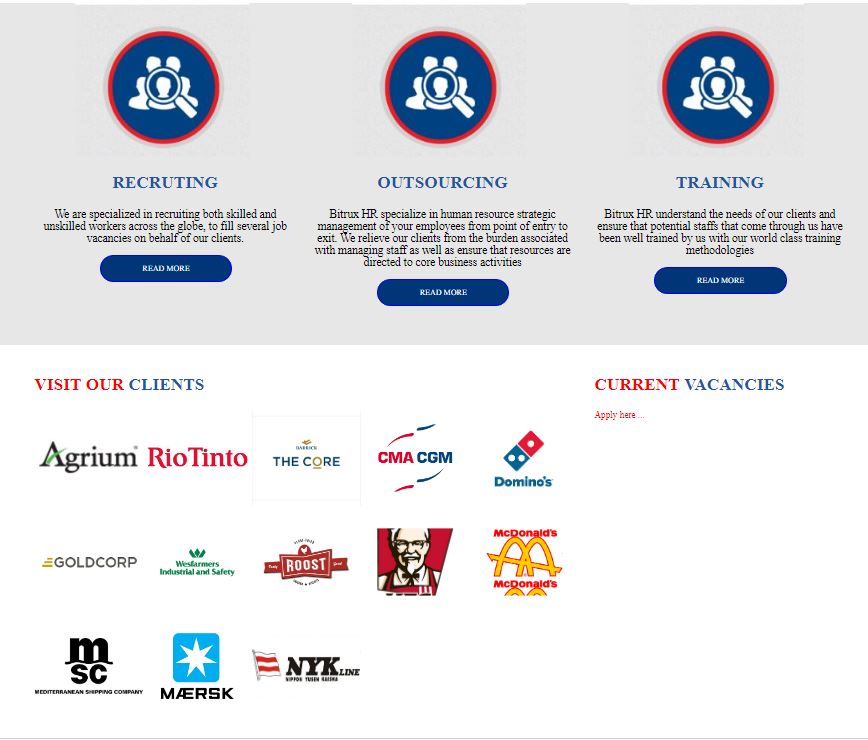 RECRUTING
We are specialized in recruiting both skilled and
unskilled workers across the globe, to fill several job
vacancies on behalf of our clients.
READ MORE
OUTSOURCING
Bitrux HR specialize in human resource strategic
management of your employees from point of entry to
exit. We relieve our clients from the burden associated
with managing staff as well as ensure that resources are
directed to core business activities
READ MORE
TRAINING
Bitrux HR understand the needs of our clients and
ensure that potential staffs that come through us have
been well trained by us with our world class training
methodologies
READ MORE
VISIT OUR CLIENTS
Agrium
RioTinto
BARRICK
THE CORE
CMA CGM
Domino's
GOLDCORP
Wesfarmers
Industrial and Safety
ROOST
McDonald's
McDonald's
msc
MEDITERRANEAN SHIPPING COMPANY
MÆRSK
NYK LINE
NIPPON YUSEN KAISHA
CURRENT VACANCIES
Apply here ...